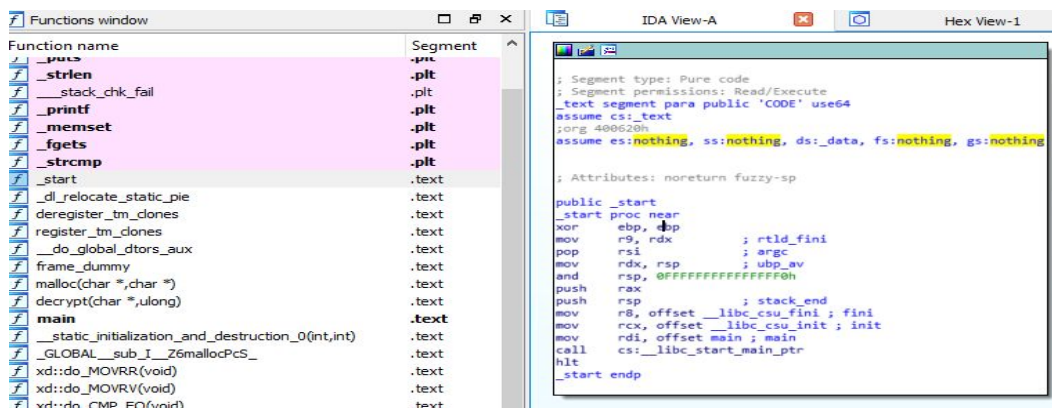 Functions window
Function name Segment
_puts .plt
_strlen .plt
___stack_chk_fail .plt
_printf .plt
_memset .plt
_fgets .plt
_strcmp .plt
_start .text
_dl_relocate_static_pie .text
deregister_tm_clones .text
register_tm_clones .text
__do_global_dtors_aux .text
frame_dummy .text
malloc(char *,char *) .text
decrypt(char *,ulong) .text
main .text
__static_initialization_and_destruction_0(int,int) .text
_GLOBAL__sub_I__Z6mallocPcS_ .text
xd::do_MOVRR(void) .text
xd::do_MOVRV(void) .text
xd::do_CMP_EQ(void) .text
IDA View-A Hex View-1
; Segment type: Pure code
; Segment permissions: Read/Execute
_text segment para public 'CODE' use64
assume cs:_text
;org 400620h
assume es:nothing, ss:nothing, ds:_data, fs:nothing, gs:nothing
; Attributes: noreturn fuzzy-sp
public _start
_start proc near
xor ebp, ebp
mov r9, rdx ; rtld_fini
pop rsi ; argc
mov rdx, rsp ; ubp_av
and rsp, 0FFFFFFFFFFFFFFF0h
push rax
push rsp ; stack_end
mov r8, offset __libc_csu_fini ; fini
mov rcx, offset __libc_csu_init ; init
mov rdi, offset main ; main
call cs:__libc_start_main_ptr
hlt
_start endp